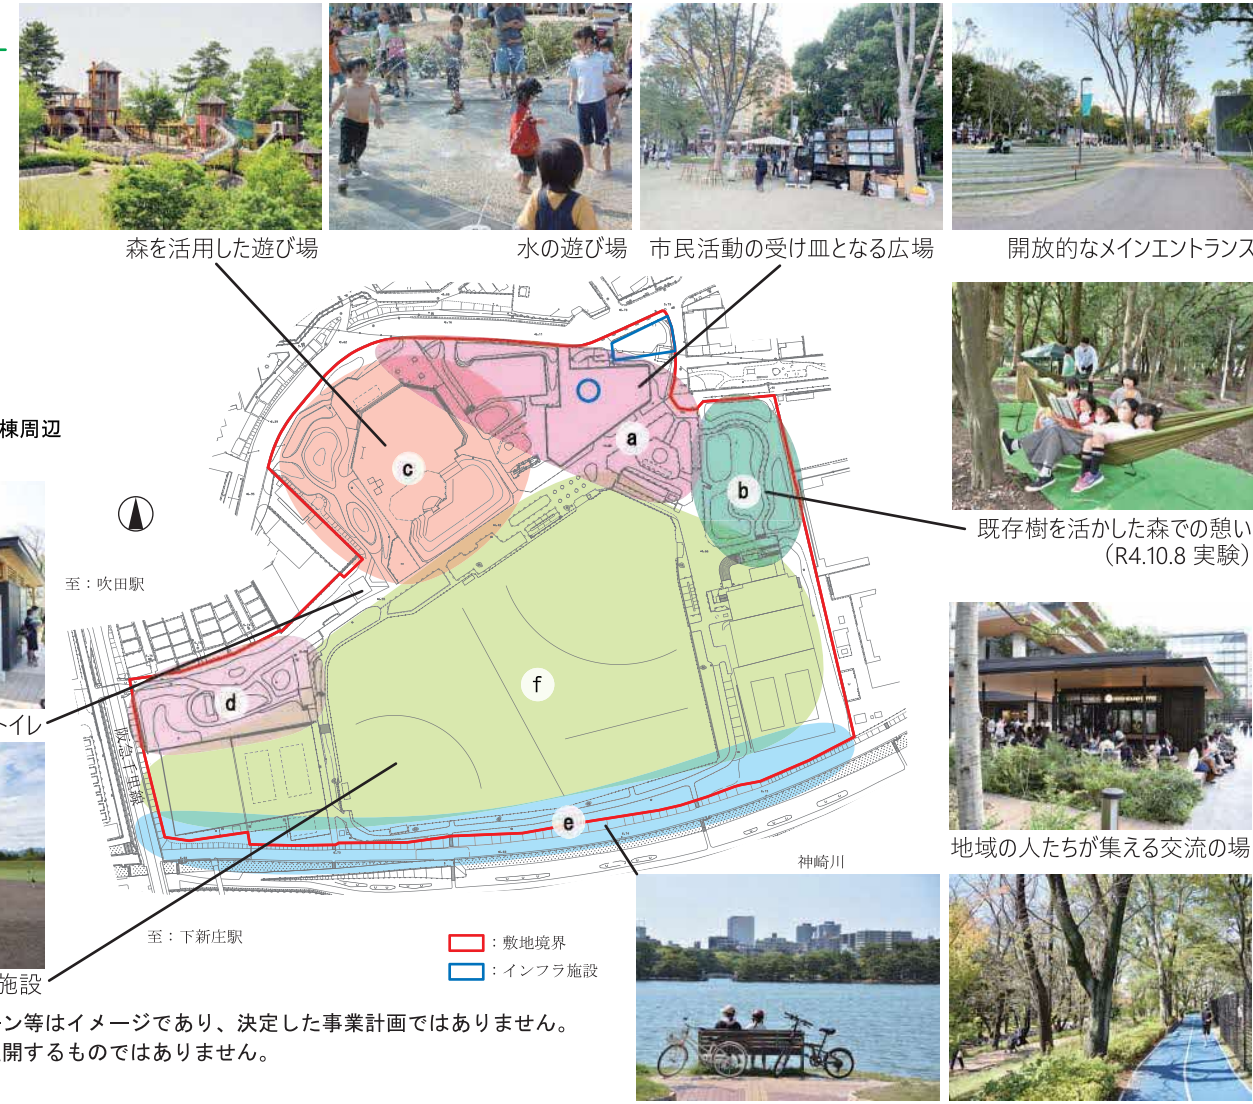 森を活用した遊び場
水の遊び場
市民活動の受け皿となる広場
開放的なメインエントランス
棟周辺
a
c
b
既存樹を活かした森での憩い
（R4.10.8 実験）
至：吹田駅
f
d
トイレ
阪急千里線
e
神崎川
地域の人たちが集える交流の場
至：下新庄駅
：敷地境界
：インフラ施設
施設
ン等はイメージであり、決定した事業計画ではありません。
開するものではありません。